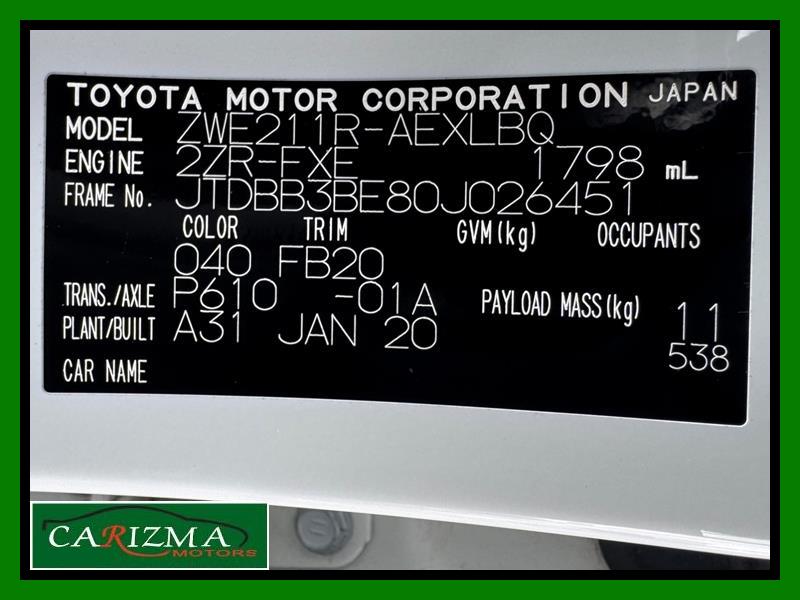 TOYOTA MOTOR CORPORATION JAPAN
MODEL ZWE211R-AEXLBQ
ENGINE 2ZR-FXE 1798 mL
FRAME No. JTDBB3BE80J026451
COLOR TRIM GVM(kg) OCCUPANTS
040 FB20
TRANS./AXLE P610 -01A PAYLOAD MASS(kg) 11
PLANT/BUILT A31 JAN 20 538
CAR NAME
CARIZMA
MOTORS